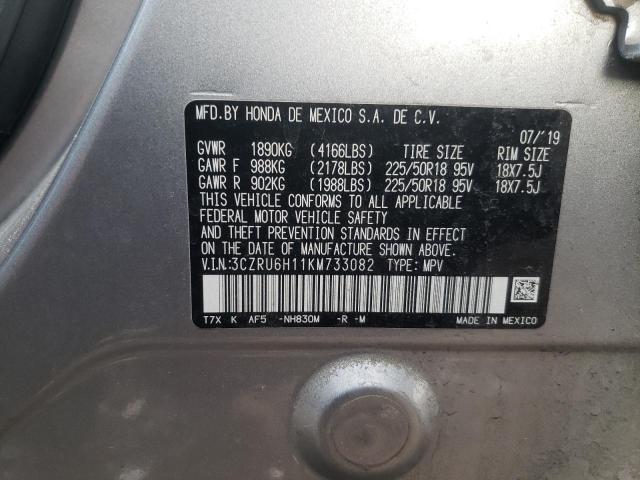 MFD.BY HONDA DE MEXICO S.A. DE C.V.
07/'19
GVWR 1890KG (4166LBS) TIRE SIZE RIM SIZE
GAWR F 988KG (2178LBS) 225/50R18 95V 18X7.5J
GAWR R 902KG (1988LBS) 225/50R18 95V 18X7.5J
THIS VEHICLE CONFORMS TO ALL APPLICABLE
FEDERAL MOTOR VEHICLE SAFETY
AND THEFT PREVENTION STANDARDS IN EFFECT
ON THE DATE OF MANUFACTURE SHOWN ABOVE.
V.I.N:3CZRU6H11KM733082 TYPE: MPV
T7X K AF5 -NH830M -R -M MADE IN MEXICO